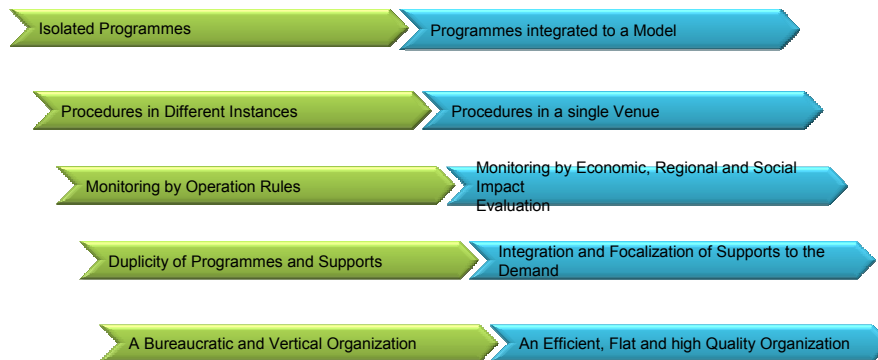 Isolated Programmes
Programmes integrated to a Model
Procedures in Different Instances
Procedures in a single Venue
Monitoring by Operation Rules
Monitoring by Economic, Regional and Social
Impact
Evaluation
Duplicity of Programmes and Supports
Integration and Focalization of Supports to the
Demand
A Bureaucratic and Vertical Organization
An Efficient, Flat and high Quality Organization